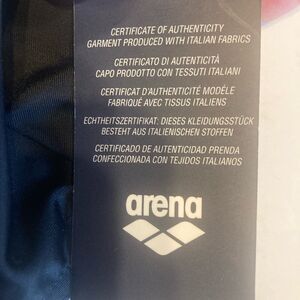 CERTIFICATE OF AUTHENTICITY
GARMENT PRODUCED WITH ITALIAN FABRICS
CERTIFICATO DI AUTENTICITÀ
CAPO PRODOTTO CON TESSUTI ITALIANI
CERTIFICAT D'AUTHENTICITÉ MODÈLE
FABRIQUÉ AVEC TISSUS ITALIENS
ECHTHEITSZERTIFIKAT: DIESES KLEIDUNGSSTÜCK
BESTEHT AUS ITALIENISCHEN STOFFEN
CERTIFICADO DE AUTENTICIDAD PRENDA
CONFECCIONADA CON TEJIDOS ITALIANOS
arena